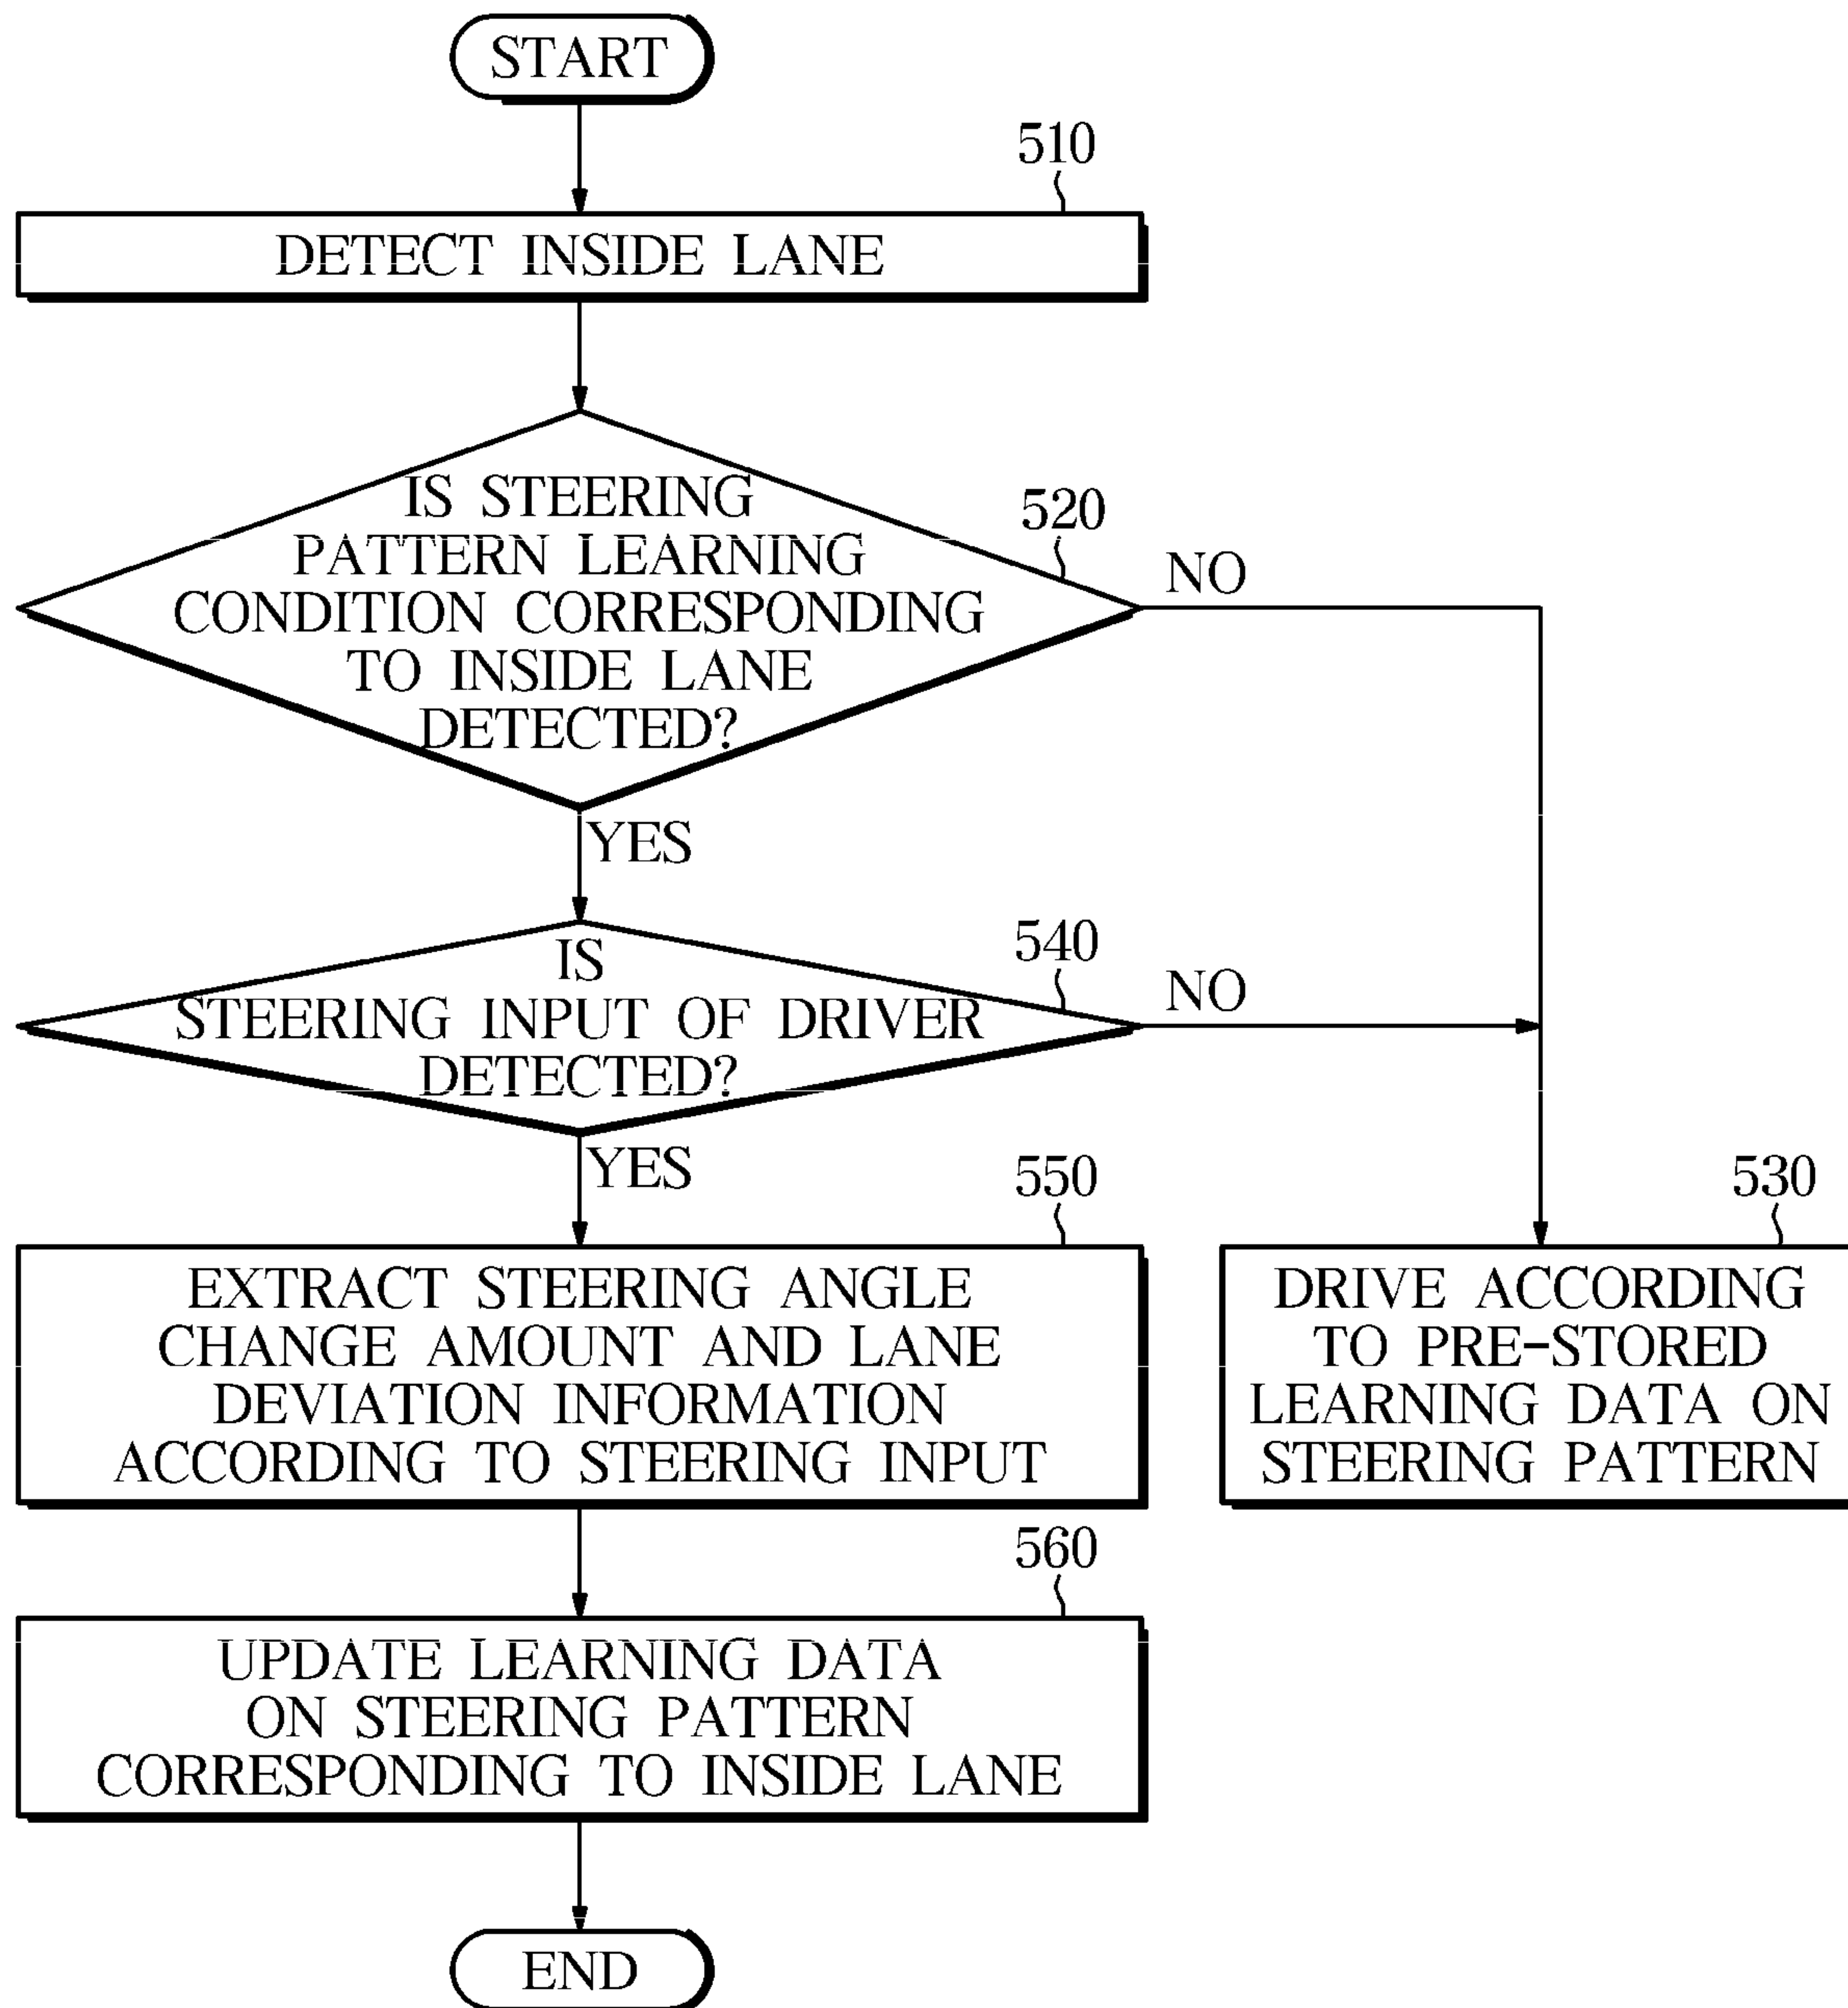 START
510
DETECT INSIDE LANE
520
IS STEERING
PATTERN LEARNING
CONDITION CORRESPONDING
TO INSIDE LANE
DETECTED?
NO
YES
540
IS
STEERING INPUT OF DRIVER
DETECTED?
NO
YES
550
EXTRACT STEERING ANGLE
CHANGE AMOUNT AND LANE
DEVIATION INFORMATION
ACCORDING TO STEERING INPUT
530
DRIVE ACCORDING
TO PRE-STORED
LEARNING DATA ON
STEERING PATTERN
560
UPDATE LEARNING DATA
ON STEERING PATTERN
CORRESPONDING TO INSIDE LANE
END